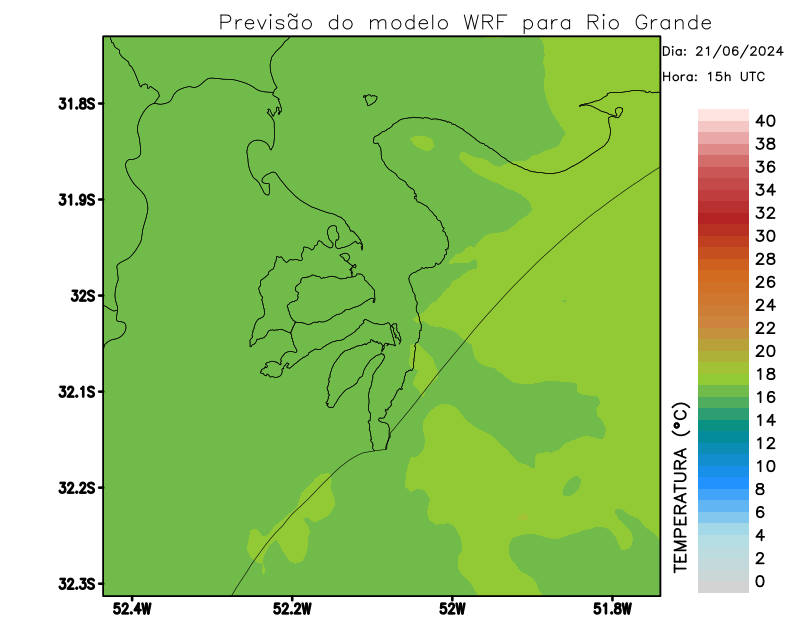 Previsão do modelo WRF para Rio Grande
Dia: 21/06/2024
Hora: 15h UTC
31.8S
31.9S
32S
32.1S
32.2S
32.3S
52.4W
52.2W
52W
51.8W
40
38
36
34
32
30
28
26
24
22
20
18
16
14
12
10
8
6
4
2
0
TEMPERATURA (°C)